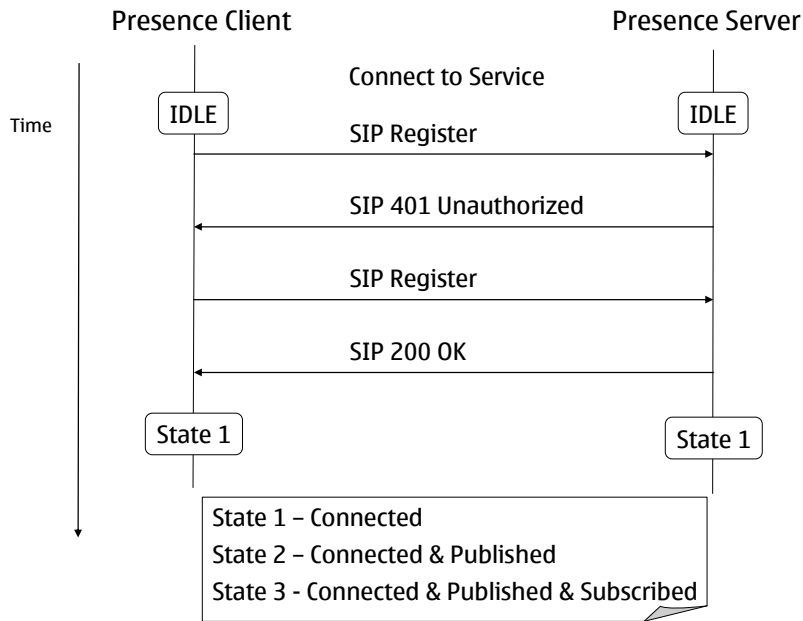 Presence Client
Presence Server
Connect to Service
IDLE
IDLE
Time
SIP Register
SIP 401 Unauthorized
SIP Register
SIP 200 OK
State 1
State 1
State 1 – Connected
State 2 – Connected & Published
State 3 - Connected & Published & Subscribed